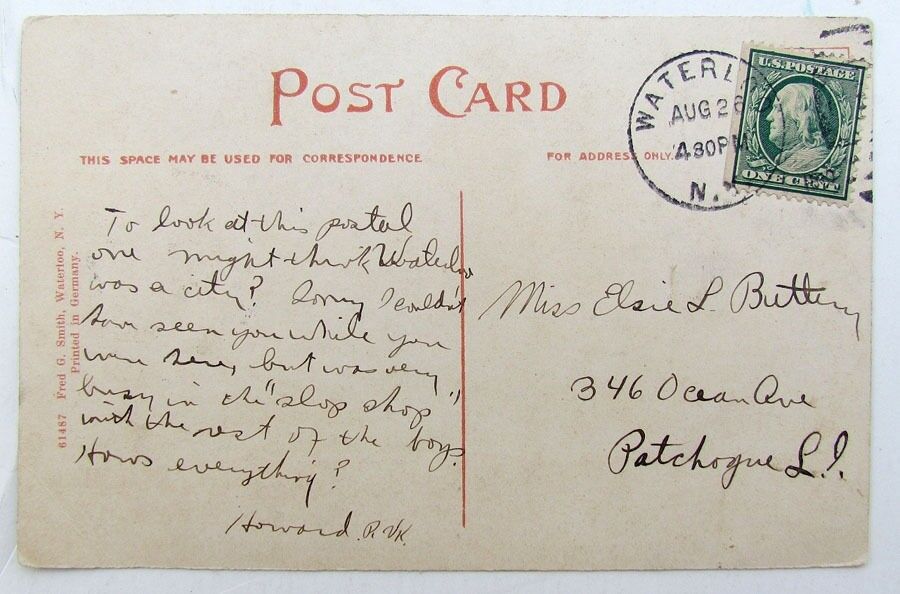 POST CARD
THIS SPACE MAY BE USED FOR CORRESPONDENCE
FOR ADDRESS ONLY.
WATERL
AUG 26
430PM
N.
U.S. POSTAGE
ONE CENT
61487 Fred G. Smith, Waterloo, N. Y.
Printed in Germany.
To look at this postal
one might think Waterloo
was a city? Sorry I couldn't
have seen you while you
were here, but was very
busy in the "slop shop"
with the rest of the boys.
Hows everything?
Howard. P. VK.
Miss Elsie L. Buttery
346 Ocean Ave
Patchogue L.I.